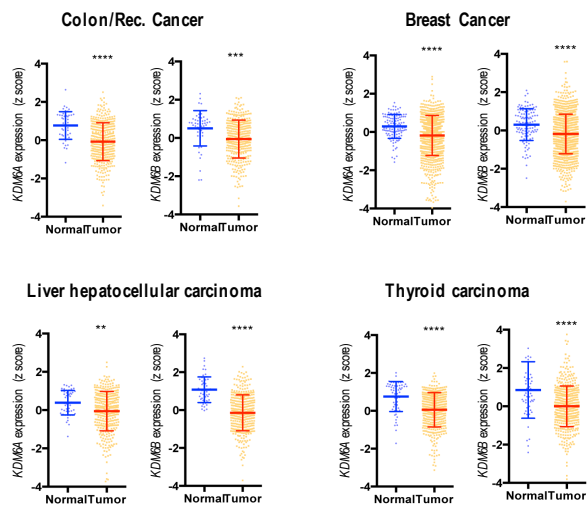 Colon/Rec. Cancer
Breast Cancer
****
***
****
****
KDM6A expression (z score)
4
2
0
-2
-4
Normal Tumor
KDM6B expression (z score)
4
2
0
-2
-4
Normal Tumor
KDM6A expression (z score)
4
2
0
-2
-4
Normal Tumor
KDM6B expression (z score)
4
2
0
-2
-4
Normal Tumor
Liver hepatocellular carcinoma
Thyroid carcinoma
**
****
****
****
KDM6A expression (z score)
4
2
0
-2
-4
Normal Tumor
KDM6B expression (z score)
4
2
0
-2
-4
Normal Tumor
KDM6A expression (z score)
4
2
0
-2
-4
Normal Tumor
KDM6B expression (z score)
4
2
0
-2
-4
Normal Tumor